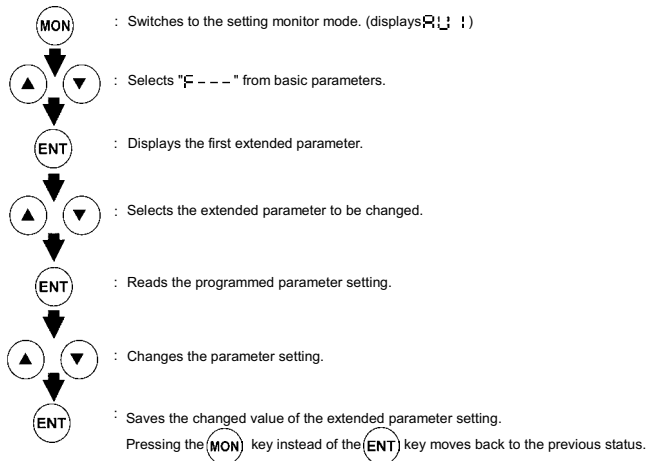 MON : Switches to the setting monitor mode. (displays AU 1)
▲ ▼ : Selects "F - - - " from basic parameters.
ENT : Displays the first extended parameter.
▲ ▼ : Selects the extended parameter to be changed.
ENT : Reads the programmed parameter setting.
▲ ▼ : Changes the parameter setting.
ENT : Saves the changed value of the extended parameter setting.
Pressing the MON key instead of the ENT key moves back to the previous status.